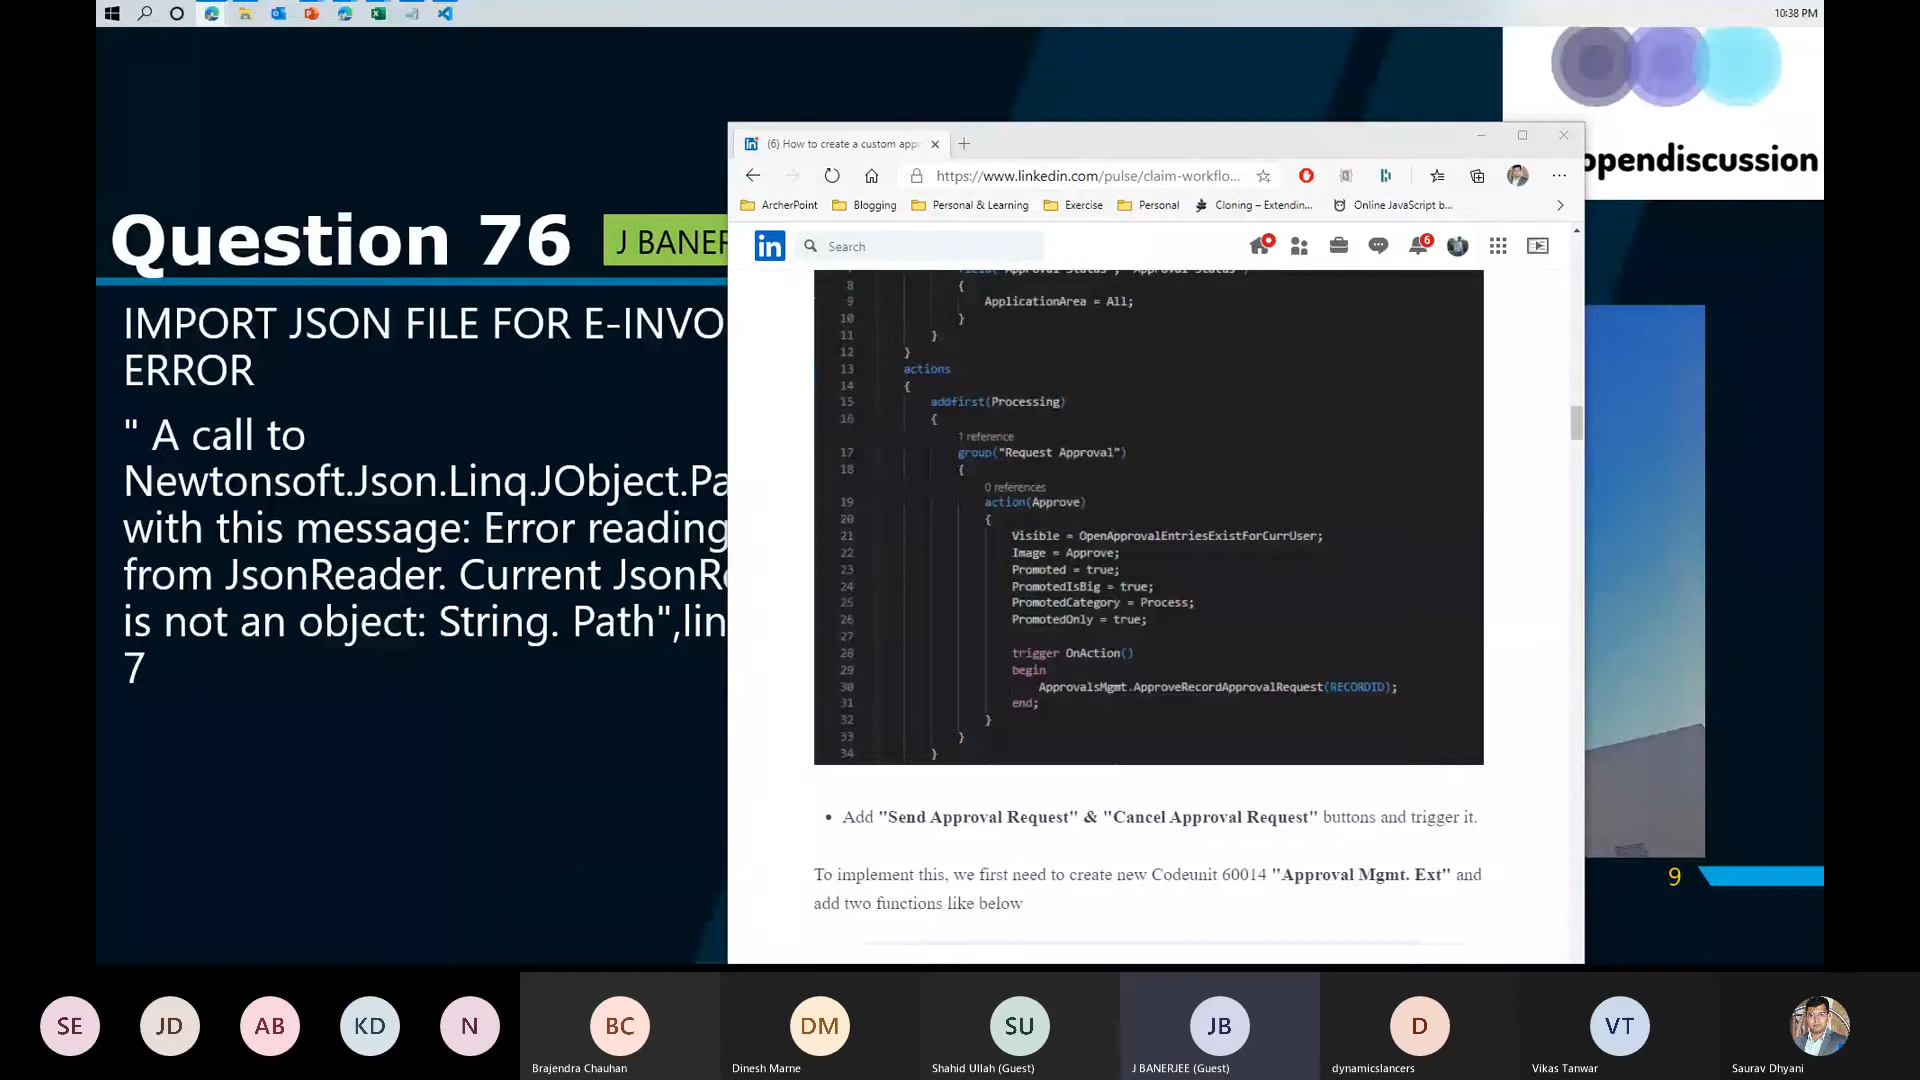 10:38 PM
opendiscussion
Question 76
J BANER
IMPORT JSON FILE FOR E-INVO
ERROR
" A call to
Newtonsoft.Json.Linq.JObject.Pa
with this message: Error reading
from JsonReader. Current JsonR
is not an object: String. Path",lin
7
(6) How to create a custom app
https://www.linkedin.com/pulse/claim-workflo...
ArcherPoint
Blogging
Personal & Learning
Exercise
Personal
Cloning – Extendin...
Online JavaScript b...
in
Search
6
8 {
9 ApplicationArea = All;
10 }
11 }
12 }
13 actions
14 {
15 addfirst(Processing)
16 {
1 reference
17 group("Request Approval")
18 {
0 references
19 action(Approve)
20 {
21 Visible = OpenApprovalEntriesExistForCurrUser;
22 Image = Approve;
23 Promoted = true;
24 PromotedIsBig = true;
25 PromotedCategory = Process;
26 PromotedOnly = true;
27
28 trigger OnAction()
29 begin
30 ApprovalsMgmt.ApproveRecordApprovalRequest(RECORDID);
31 end;
32 }
33 }
34 }
• Add "Send Approval Request" & "Cancel Approval Request" buttons and trigger it.
To implement this, we first need to create new Codeunit 60014 "Approval Mgmt. Ext" and
add two functions like below
9
SE
JD
AB
KD
N
BC
DM
SU
JB
D
VT
Brajendra Chauhan
Dinesh Marne
Shahid Ullah (Guest)
J BANERJEE (Guest)
dynamicslancers
Vikas Tanwar
Saurav Dhyani